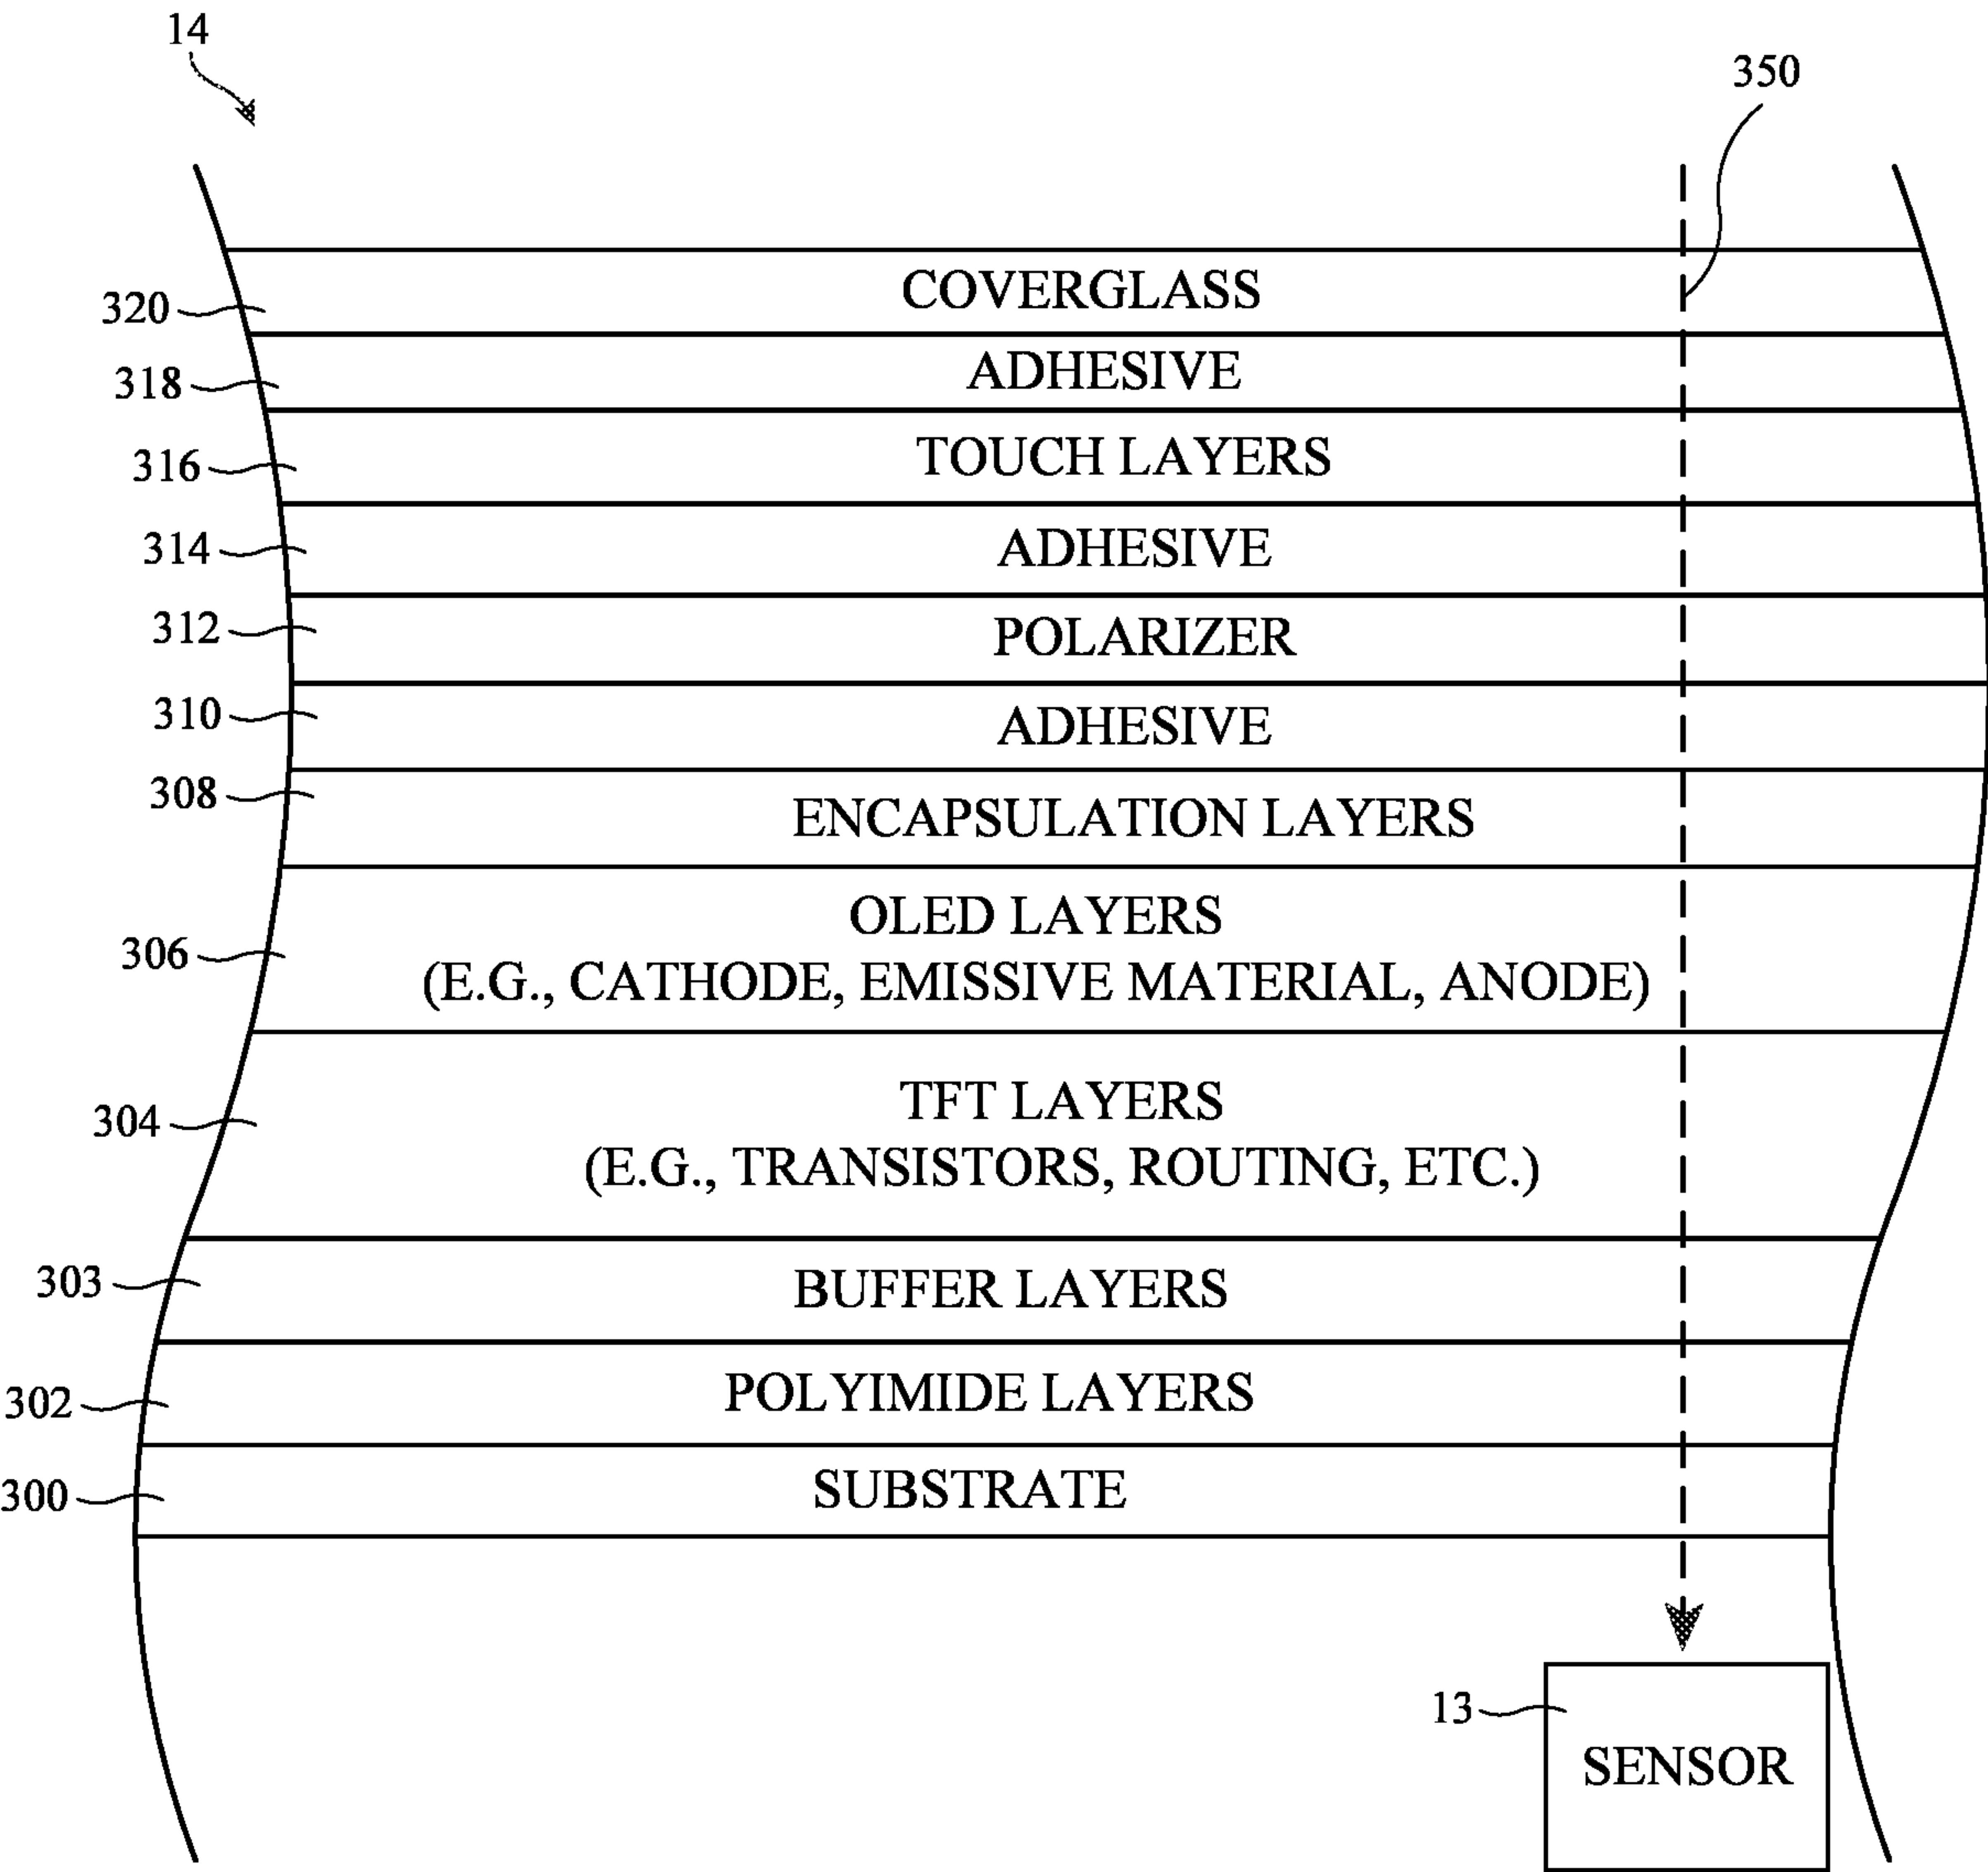 14
350
320 COVERGLASS
318 ADHESIVE
316 TOUCH LAYERS
314 ADHESIVE
312 POLARIZER
310 ADHESIVE
308 ENCAPSULATION LAYERS
OLED LAYERS
306 (E.G., CATHODE, EMISSIVE MATERIAL, ANODE)
TFT LAYERS
304 (E.G., TRANSISTORS, ROUTING, ETC.)
303 BUFFER LAYERS
302 POLYIMIDE LAYERS
300 SUBSTRATE
13
SENSOR